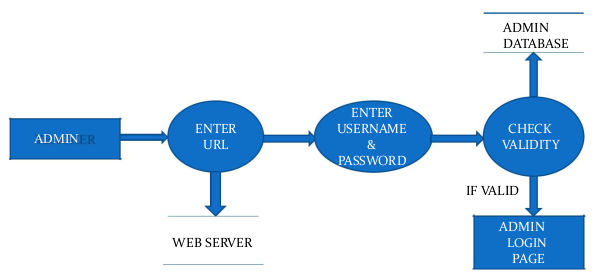 ADMIN
DATABASE
ADMINER
ENTER
URL
ENTER
USERNAME
&
PASSWORD
CHECK
VALIDITY
IF VALID
WEB SERVER
ADMIN
LOGIN
PAGE